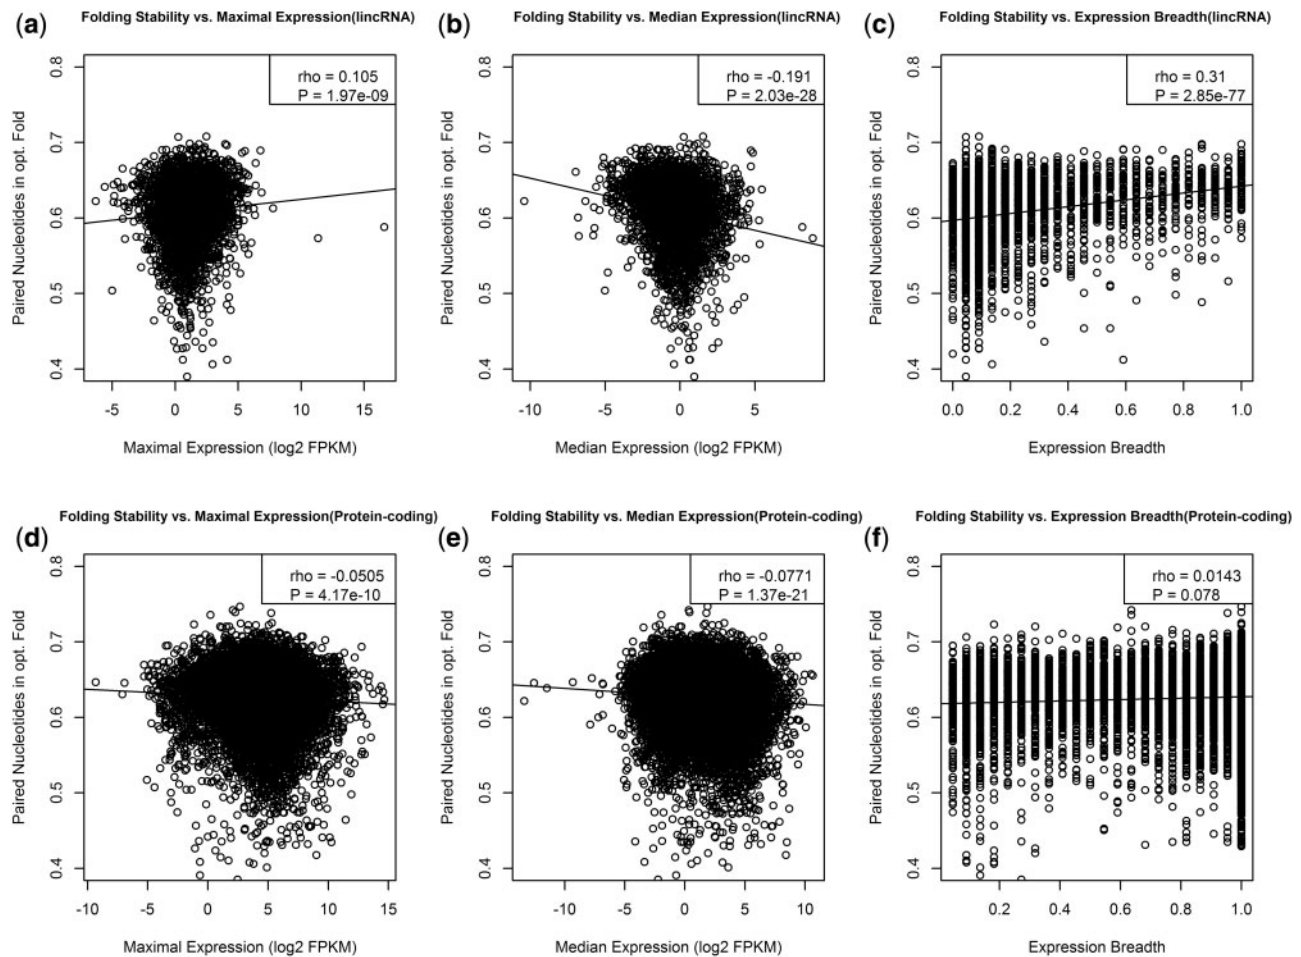 (a) Folding Stability vs. Maximal Expression(lincRNA)
rho = 0.105
P = 1.97e-09
Paired Nucleotides in opt. Fold
0.4 0.5 0.6 0.7 0.8
-5 0 5 10 15
Maximal Expression (log2 FPKM)
(b) Folding Stability vs. Median Expression(lincRNA)
rho = -0.191
P = 2.03e-28
Paired Nucleotides in opt. Fold
0.4 0.5 0.6 0.7 0.8
-10 -5 0 5
Median Expression (log2 FPKM)
(c) Folding Stability vs. Expression Breadth(lincRNA)
rho = 0.31
P = 2.85e-77
Paired Nucleotides in opt. Fold
0.4 0.5 0.6 0.7 0.8
0.0 0.2 0.4 0.6 0.8 1.0
Expression Breadth
(d) Folding Stability vs. Maximal Expression(Protein-coding)
rho = -0.0505
P = 4.17e-10
Paired Nucleotides in opt. Fold
0.4 0.5 0.6 0.7 0.8
-10 -5 0 5 10 15
Maximal Expression (log2 FPKM)
(e) Folding Stability vs. Median Expression(Protein-coding)
rho = -0.0771
P = 1.37e-21
Paired Nucleotides in opt. Fold
0.4 0.5 0.6 0.7 0.8
-10 -5 0 5 10
Median Expression (log2 FPKM)
(f) Folding Stability vs. Expression Breadth(Protein-coding)
rho = 0.0143
P = 0.078
Paired Nucleotides in opt. Fold
0.4 0.5 0.6 0.7 0.8
0.2 0.4 0.6 0.8 1.0
Expression Breadth